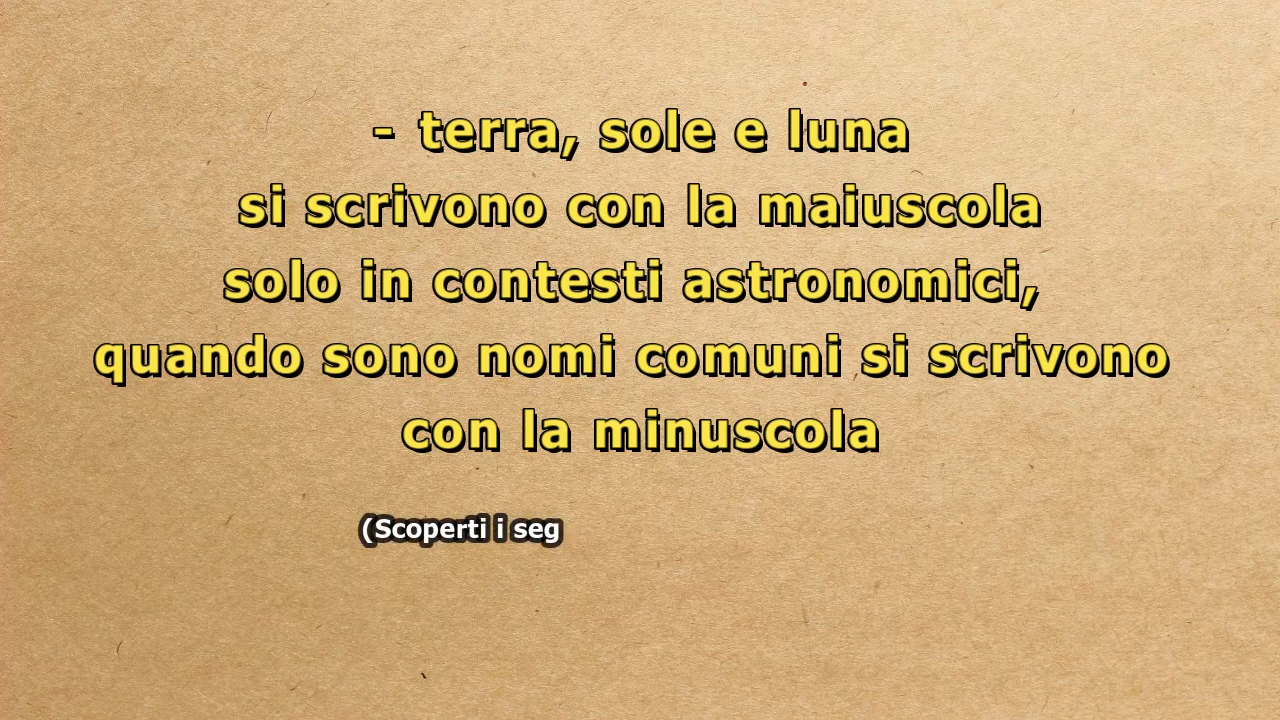 - terra, sole e luna
si scrivono con la maiuscola
solo in contesti astronomici,
quando sono nomi comuni si scrivono
con la minuscola
(Scoperti i seg